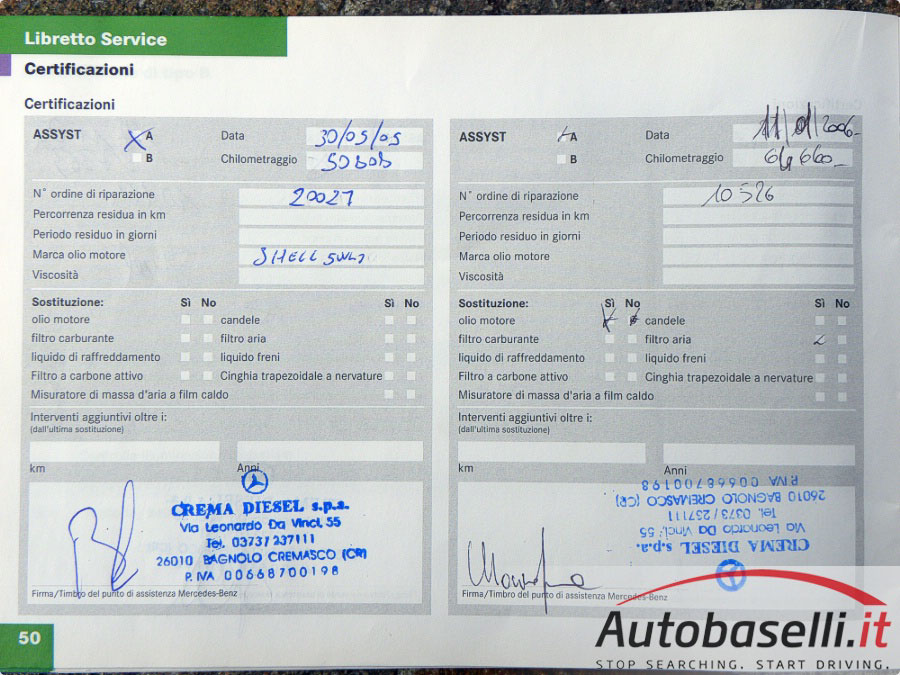 Libretto Service
Certificazioni
Certificazioni
ASSYST
X A
B
Data 30/05/05
Chilometraggio
N° ordine di riparazione 20027
Percorrenza residua in km
Periodo residuo in giorni
Marca olio motore SHELL
Viscosità
Sostituzione: Sì No Sì No
olio motore candele
filtro carburante filtro aria
liquido di raffreddamento liquido freni
Filtro a carbone attivo Cinghia trapezoidale a nervature
Misuratore di massa d'aria a film caldo
Interventi aggiuntivi oltre i:
(dall'ultima sostituzione)
km Anni
CREMA DIESEL s.p.a.
Via Leonardo Da Vinci, 55
Tel. 0373/237111
26010 BAGNOLO CREMASCO (CR)
P. IVA 00668700198
Firma/Timbro del punto di assistenza Mercedes-Benz
ASSYST
A
B
Data 11/01/2006
Chilometraggio 64660
N° ordine di riparazione 10526
Percorrenza residua in km
Periodo residuo in giorni
Marca olio motore
Viscosità
Sostituzione: Sì No Sì No
olio motore candele
filtro carburante filtro aria
liquido di raffreddamento liquido freni
Filtro a carbone attivo Cinghia trapezoidale a nervature
Misuratore di massa d'aria a film caldo
Interventi aggiuntivi oltre i:
(dall'ultima sostituzione)
km Anni
CREMA DIESEL s.p.a.
Via Leonardo Da Vinci, 55
Tel. 0373/237111
26010 BAGNOLO CREMASCO (CR)
P. IVA 00668700198
Firma/Timbro del punto di assistenza Mercedes-Benz
50
Autobaselli.it
STOP SEARCHING. START DRIVING.